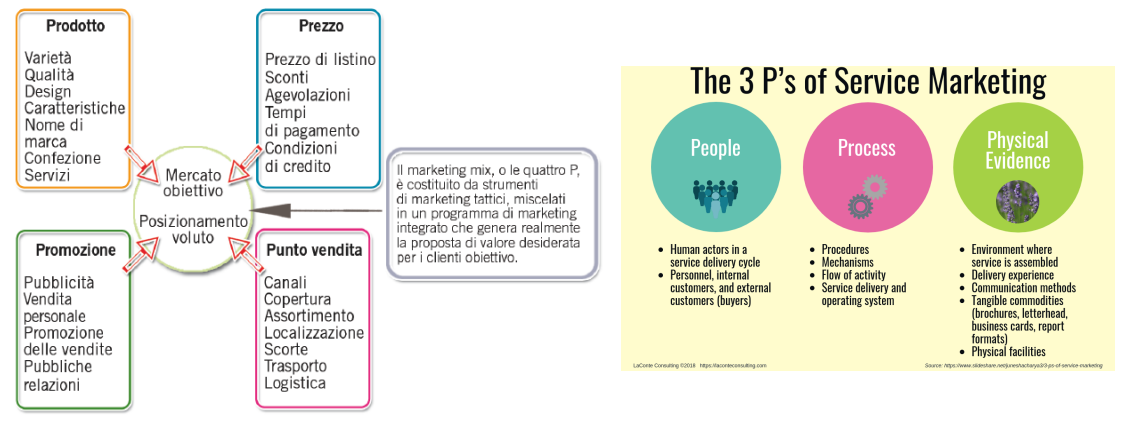 Prodotto
Varietà
Qualità
Design
Caratteristiche
Nome di
marca
Confezione
Servizi
Prezzo
Prezzo di listino
Sconti
Agevolazioni
Tempi
di pagamento
Condizioni
di credito
Mercato
obiettivo
Posizionamento
voluto
Promozione
Pubblicità
Vendita
personale
Promozione
delle vendite
Pubbliche
relazioni
Punto vendita
Canali
Copertura
Assortimento
Localizzazione
Scorte
Trasporto
Logistica
Il marketing mix, o le quattro P,
è costituito da strumenti
di marketing tattici, miscelati
in un programma di marketing
integrato che genera realmente
la proposta di valore desiderata
per i clienti obiettivo.
The 3 P's of Service Marketing
People
• Human actors in a
service delivery cycle
• Personnel, internal
customers, and external
customers (buyers)
Process
• Procedures
• Mechanisms
• Flow of activity
• Service delivery and
operating system
Physical
Evidence
• Environment where
service is assembled
• Delivery experience
• Communication methods
• Tangible commodities
(brochures, letterhead,
business cards, report
formats)
• Physical facilities
LaConte Consulting ©2018 https://laconteconsulting.com
Source: https://www.slideshare.net/juneshacharya3/3-ps-of-service-marketing